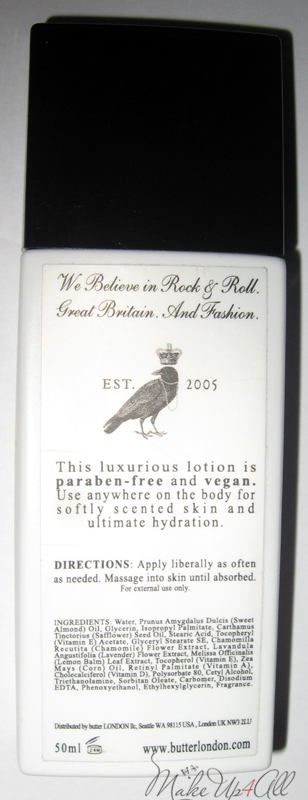 We Believe in Rock & Roll.
Great Britain. And Fashion.
EST. 2005
This luxurious lotion is
paraben-free and vegan.
Use anywhere on the body for
softly scented skin and
ultimate hydration.
DIRECTIONS: Apply liberally as often
as needed. Massage into skin until absorbed.
For external use only.
INGREDIENTS: Water, Prunus Amygdalus Dulcis (Sweet
Almond) Oil, Glycerin, Isopropyl Palmitate, Carthamus
Tinctorius (Safflower) Seed Oil, Stearic Acid, Tocopheryl
(Vitamin E) Acetate, Glyceryl Stearate SE, Chamomilla
Recutita (Chamomile) Flower Extract, Lavandula
Angustifolia (Lavender) Flower Extract, Melissa Officinalis
(Lemon Balm) Leaf Extract, Tocopherol (Vitamin E), Zea
Mays (Corn) Oil, Retinyl Palmitate (Vitamin A),
Cholecalciferol (Vitamin D), Polysorbate 80, Cetyl Alcohol,
Triethanolamine, Sorbitan Oleate, Carbomer, Disodium
EDTA, Phenoxyethanol, Ethylhexylglycerin, Fragrance.
Distributed by butter LONDON llc, Seattle WA 98115 USA, London UK NW3 2LU
50ml www.butterlondon.com
MakeUp4All